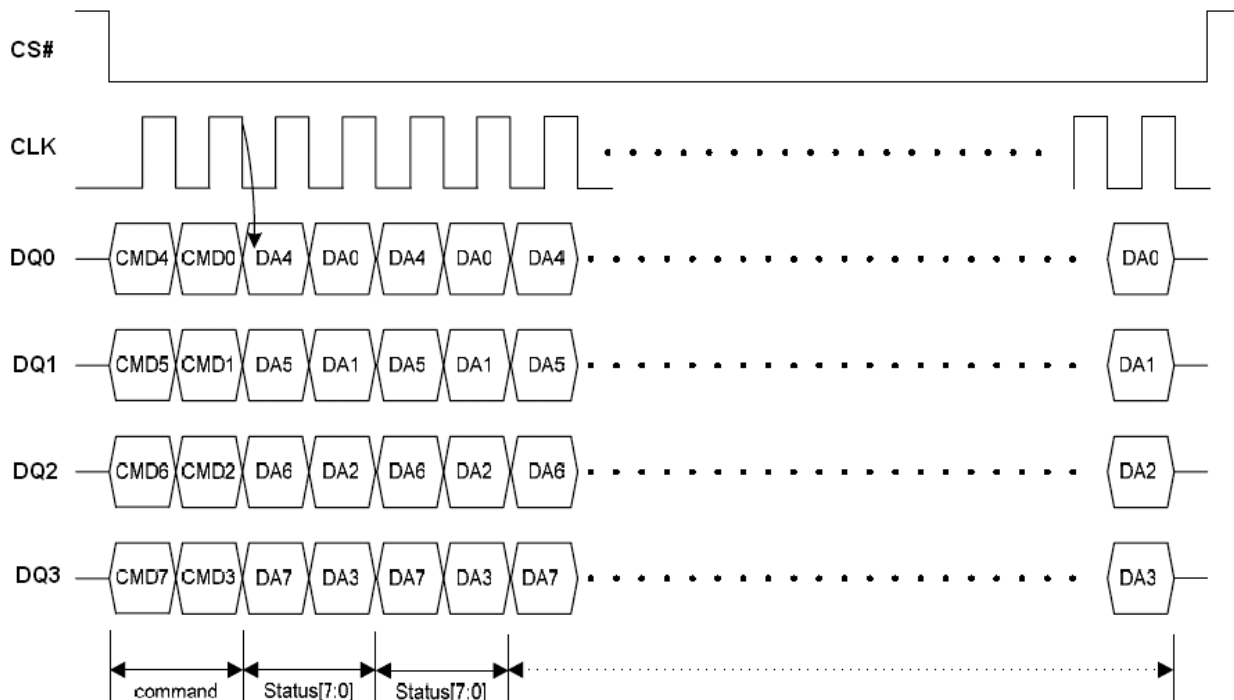 CS#
CLK
DQ0 CMD4 CMD0 DA4 DA0 DA4 DA0 DA4 DA0
DQ1 CMD5 CMD1 DA5 DA1 DA5 DA1 DA5 DA1
DQ2 CMD6 CMD2 DA6 DA2 DA6 DA2 DA6 DA2
DQ3 CMD7 CMD3 DA7 DA3 DA7 DA3 DA7 DA3
command Status[7:0] Status[7:0]